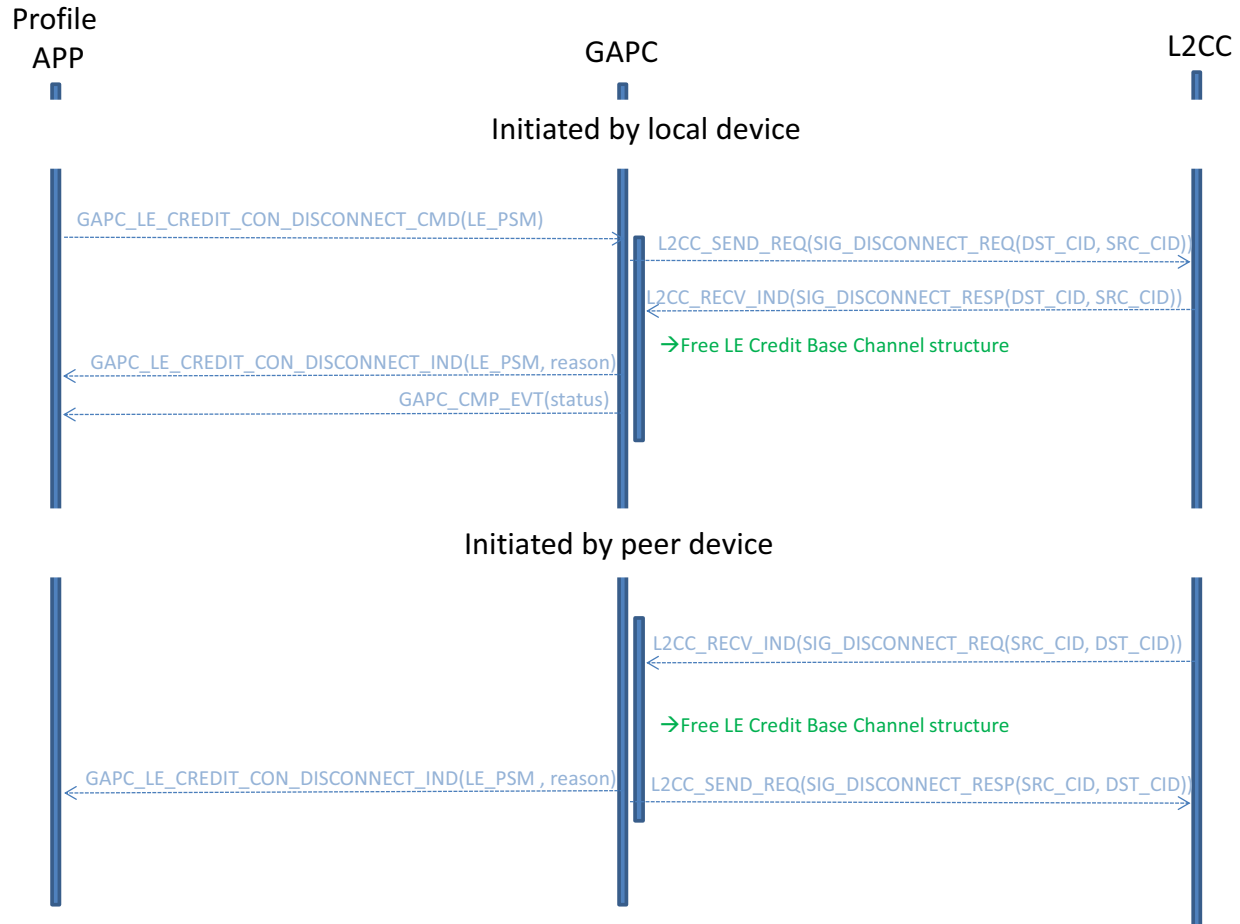 Profile
APP
GAPC
L2CC
Initiated by local device
GAPC_LE_CREDIT_CON_DISCONNECT_CMD(LE_PSM)
L2CC_SEND_REQ(SIG_DISCONNECT_REQ(DST_CID, SRC_CID))
L2CC_RECV_IND(SIG_DISCONNECT_RESP(DST_CID, SRC_CID))
→Free LE Credit Base Channel structure
GAPC_LE_CREDIT_CON_DISCONNECT_IND(LE_PSM, reason)
GAPC_CMP_EVT(status)
Initiated by peer device
L2CC_RECV_IND(SIG_DISCONNECT_REQ(SRC_CID, DST_CID))
→Free LE Credit Base Channel structure
GAPC_LE_CREDIT_CON_DISCONNECT_IND(LE_PSM , reason)
L2CC_SEND_REQ(SIG_DISCONNECT_RESP(SRC_CID, DST_CID))